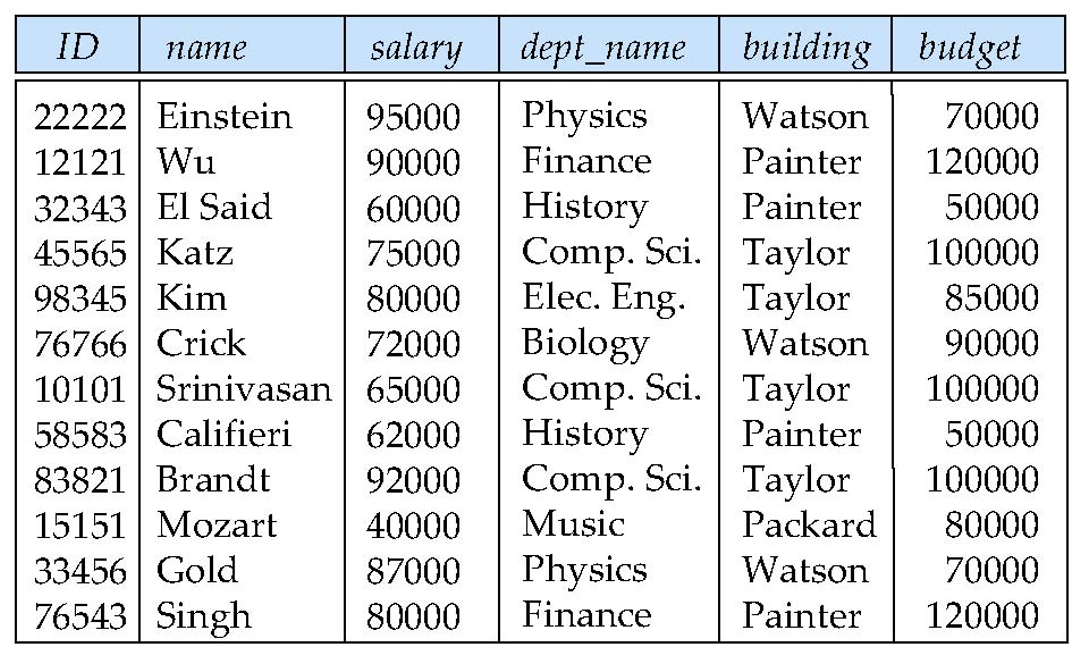 ID name salary dept_name building budget
22222 Einstein 95000 Physics Watson 70000
12121 Wu 90000 Finance Painter 120000
32343 El Said 60000 History Painter 50000
45565 Katz 75000 Comp. Sci. Taylor 100000
98345 Kim 80000 Elec. Eng. Taylor 85000
76766 Crick 72000 Biology Watson 90000
10101 Srinivasan 65000 Comp. Sci. Taylor 100000
58583 Califieri 62000 History Painter 50000
83821 Brandt 92000 Comp. Sci. Taylor 100000
15151 Mozart 40000 Music Packard 80000
33456 Gold 87000 Physics Watson 70000
76543 Singh 80000 Finance Painter 120000